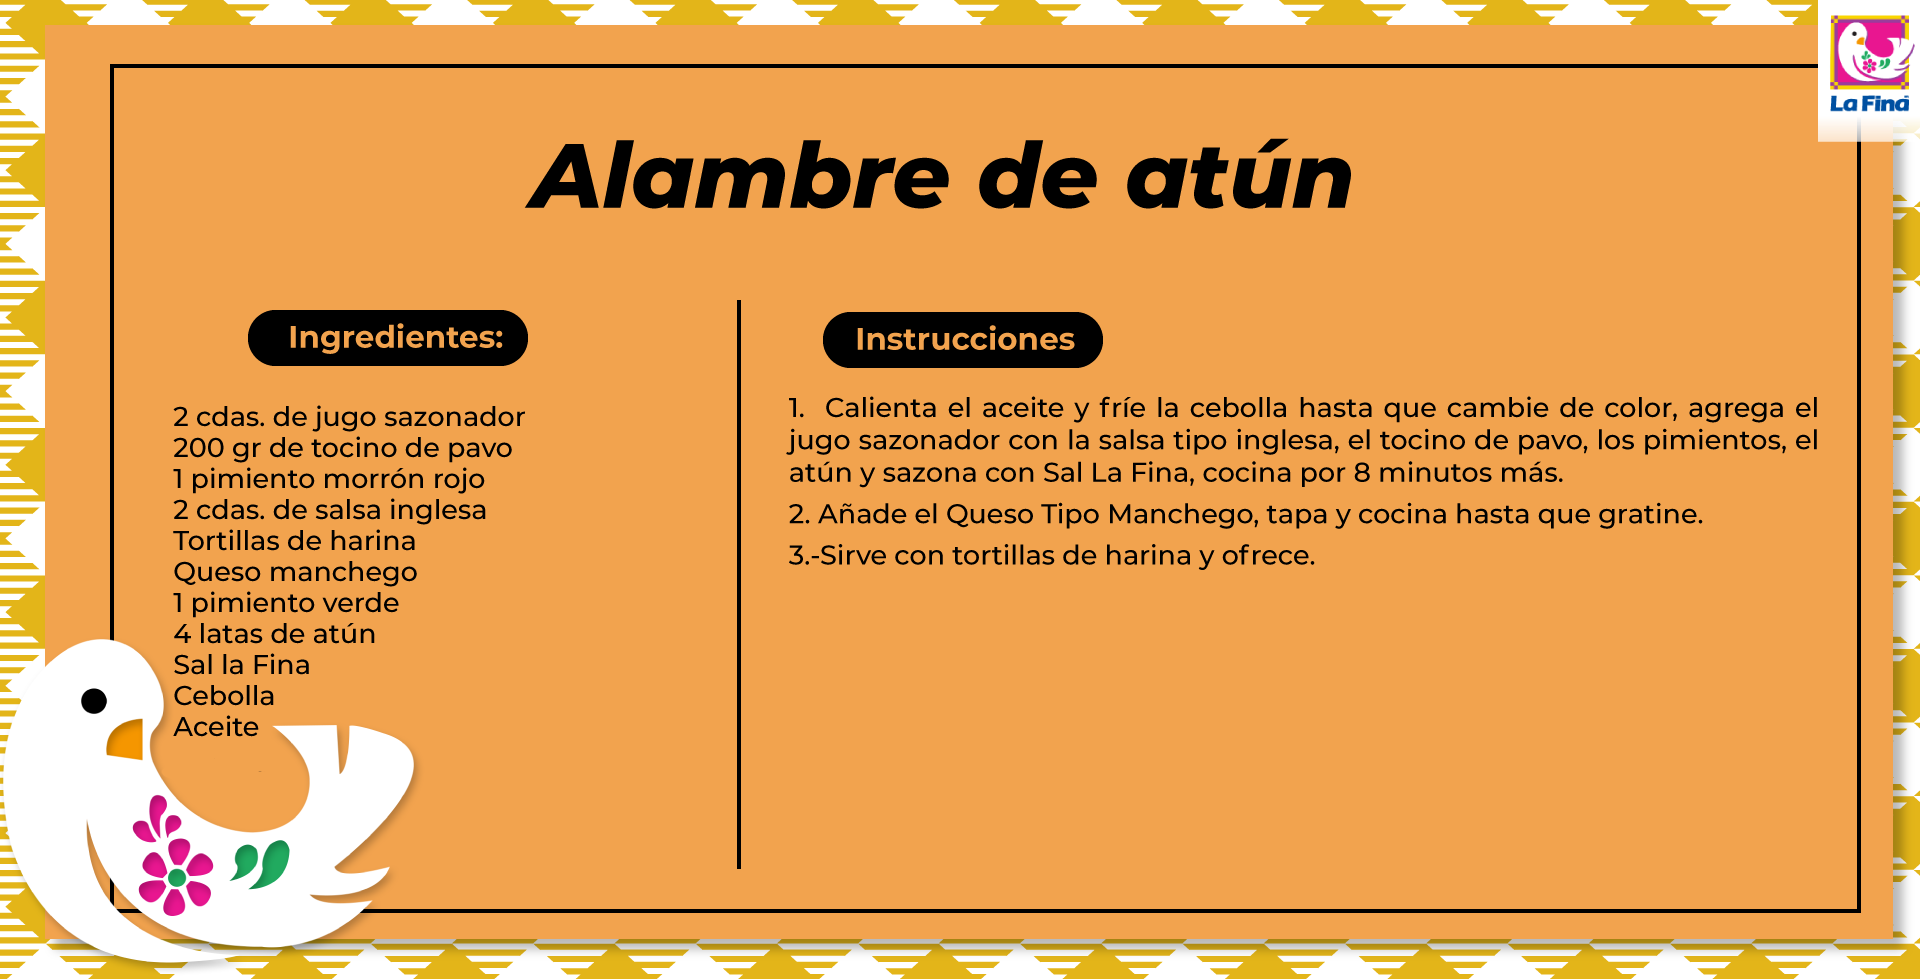 La Fina
Alambre de atún
Ingredientes:
2 cdas. de jugo sazonador
200 gr de tocino de pavo
1 pimiento morrón rojo
2 cdas. de salsa inglesa
Tortillas de harina
Queso manchego
1 pimiento verde
4 latas de atún
Sal la Fina
Cebolla
Aceite
Instrucciones
1. Calienta el aceite y fríe la cebolla hasta que cambie de color, agrega el
jugo sazonador con la salsa tipo inglesa, el tocino de pavo, los pimientos, el
atún y sazona con Sal La Fina, cocina por 8 minutos más.
2. Añade el Queso Tipo Manchego, tapa y cocina hasta que gratine.
3.-Sirve con tortillas de harina y ofrece.